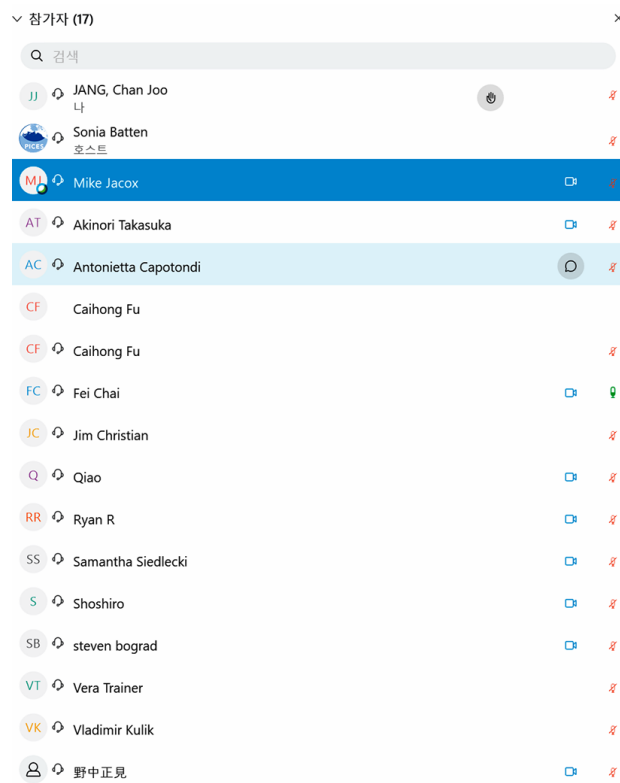 참가자 (17)
검색
JJ JANG, Chan Joo
나
PICES Sonia Batten
호스트
MJ Mike Jacox
AT Akinori Takasuka
AC Antonietta Capotondi
CF Caihong Fu
CF Caihong Fu
FC Fei Chai
JC Jim Christian
Q Qiao
RR Ryan R
SS Samantha Siedlecki
S Shoshiro
SB steven bograd
VT Vera Trainer
VK Vladimir Kulik
野中正見